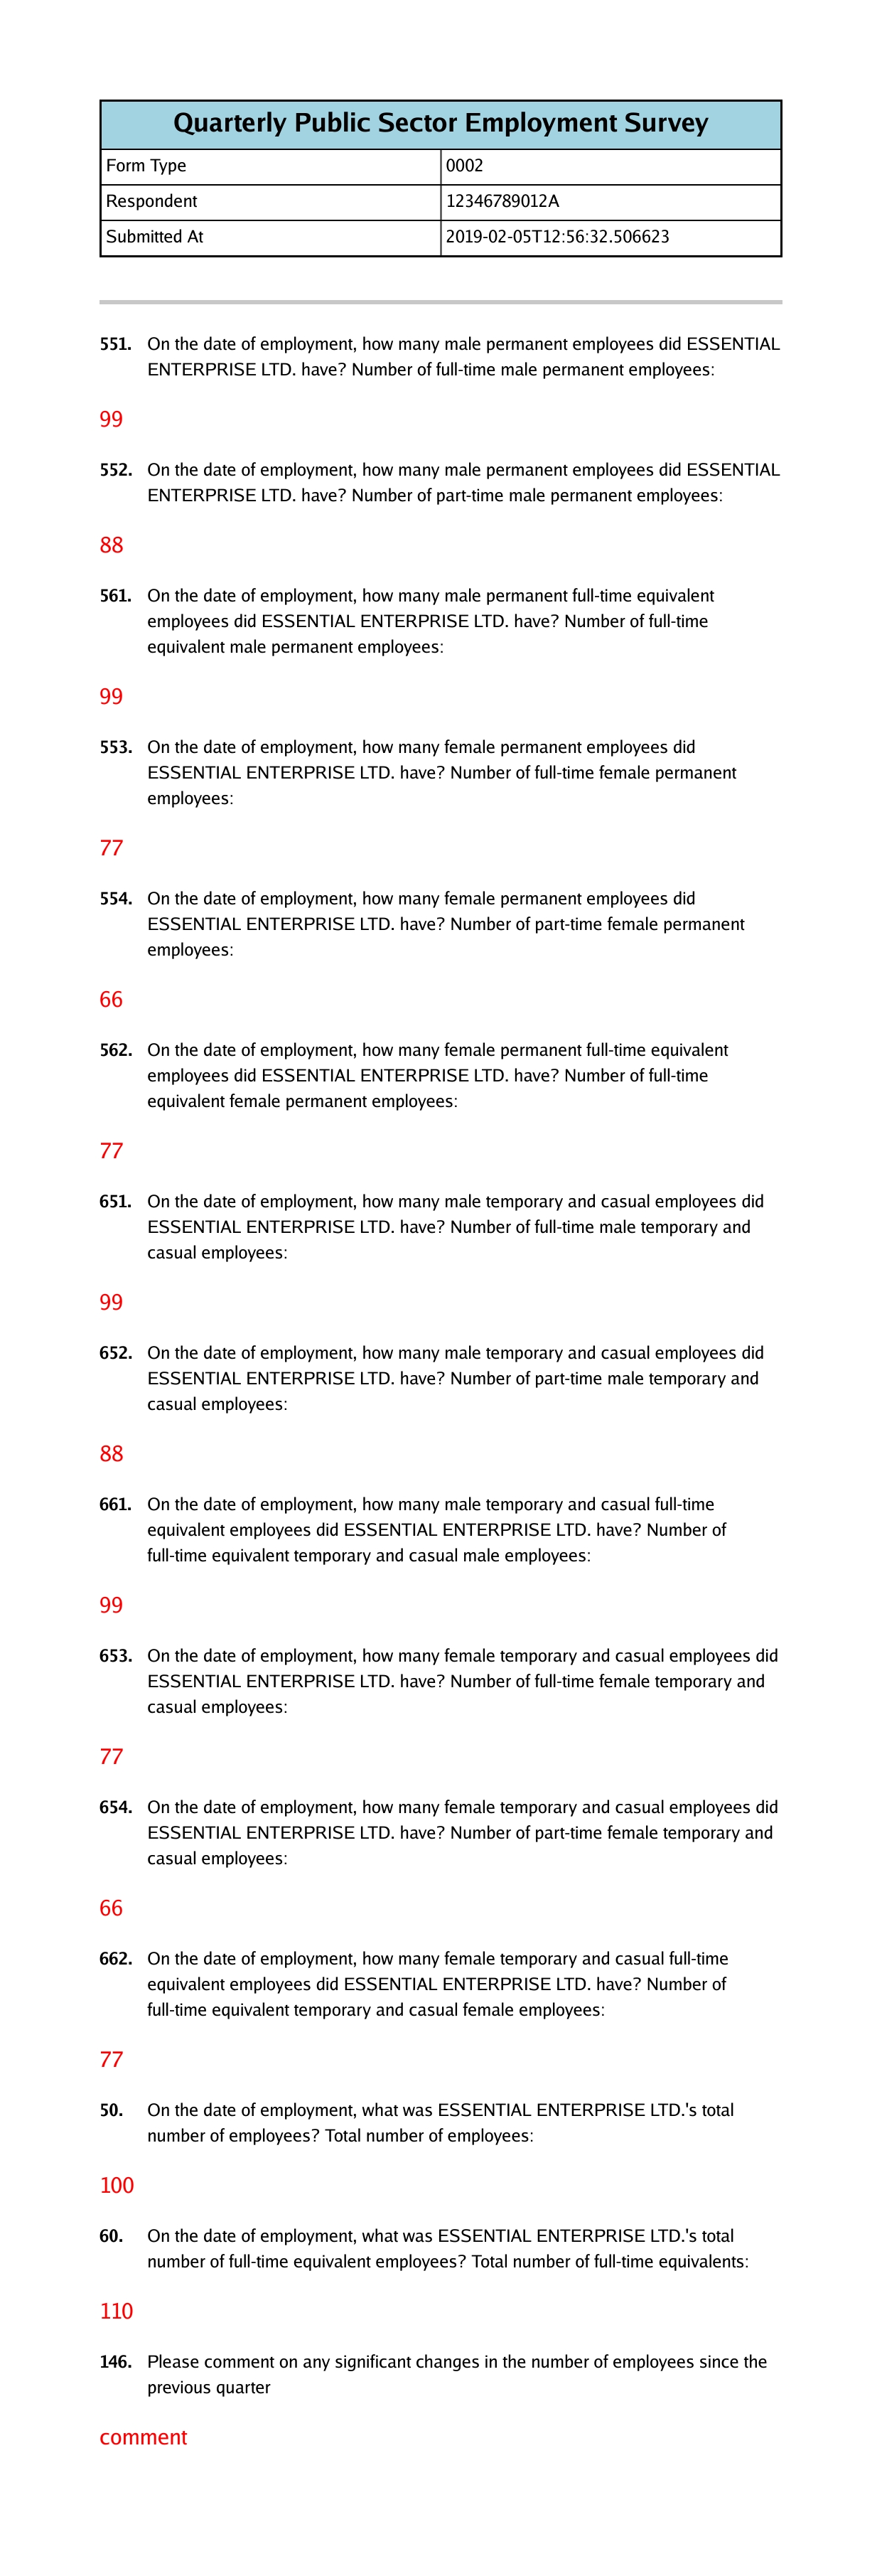 Quarterly Public Sector Employment Survey
Form Type 0002
Respondent 12346789012A
Submitted At 2019-02-05T12:56:32.506623
551. On the date of employment, how many male permanent employees did ESSENTIAL
ENTERPRISE LTD. have? Number of full-time male permanent employees:
99
552. On the date of employment, how many male permanent employees did ESSENTIAL
ENTERPRISE LTD. have? Number of part-time male permanent employees:
88
561. On the date of employment, how many male permanent full-time equivalent
employees did ESSENTIAL ENTERPRISE LTD. have? Number of full-time
equivalent male permanent employees:
99
553. On the date of employment, how many female permanent employees did
ESSENTIAL ENTERPRISE LTD. have? Number of full-time female permanent
employees:
77
554. On the date of employment, how many female permanent employees did
ESSENTIAL ENTERPRISE LTD. have? Number of part-time female permanent
employees:
66
562. On the date of employment, how many female permanent full-time equivalent
employees did ESSENTIAL ENTERPRISE LTD. have? Number of full-time
equivalent female permanent employees:
77
651. On the date of employment, how many male temporary and casual employees did
ESSENTIAL ENTERPRISE LTD. have? Number of full-time male temporary and
casual employees:
99
652. On the date of employment, how many male temporary and casual employees did
ESSENTIAL ENTERPRISE LTD. have? Number of part-time male temporary and
casual employees:
88
661. On the date of employment, how many male temporary and casual full-time
equivalent employees did ESSENTIAL ENTERPRISE LTD. have? Number of
full-time equivalent temporary and casual male employees:
99
653. On the date of employment, how many female temporary and casual employees did
ESSENTIAL ENTERPRISE LTD. have? Number of full-time female temporary and
casual employees:
77
654. On the date of employment, how many female temporary and casual employees did
ESSENTIAL ENTERPRISE LTD. have? Number of part-time female temporary and
casual employees:
66
662. On the date of employment, how many female temporary and casual full-time
equivalent employees did ESSENTIAL ENTERPRISE LTD. have? Number of
full-time equivalent temporary and casual female employees:
77
50. On the date of employment, what was ESSENTIAL ENTERPRISE LTD.'s total
number of employees? Total number of employees:
100
60. On the date of employment, what was ESSENTIAL ENTERPRISE LTD.'s total
number of full-time equivalent employees? Total number of full-time equivalents:
110
146. Please comment on any significant changes in the number of employees since the
previous quarter
comment